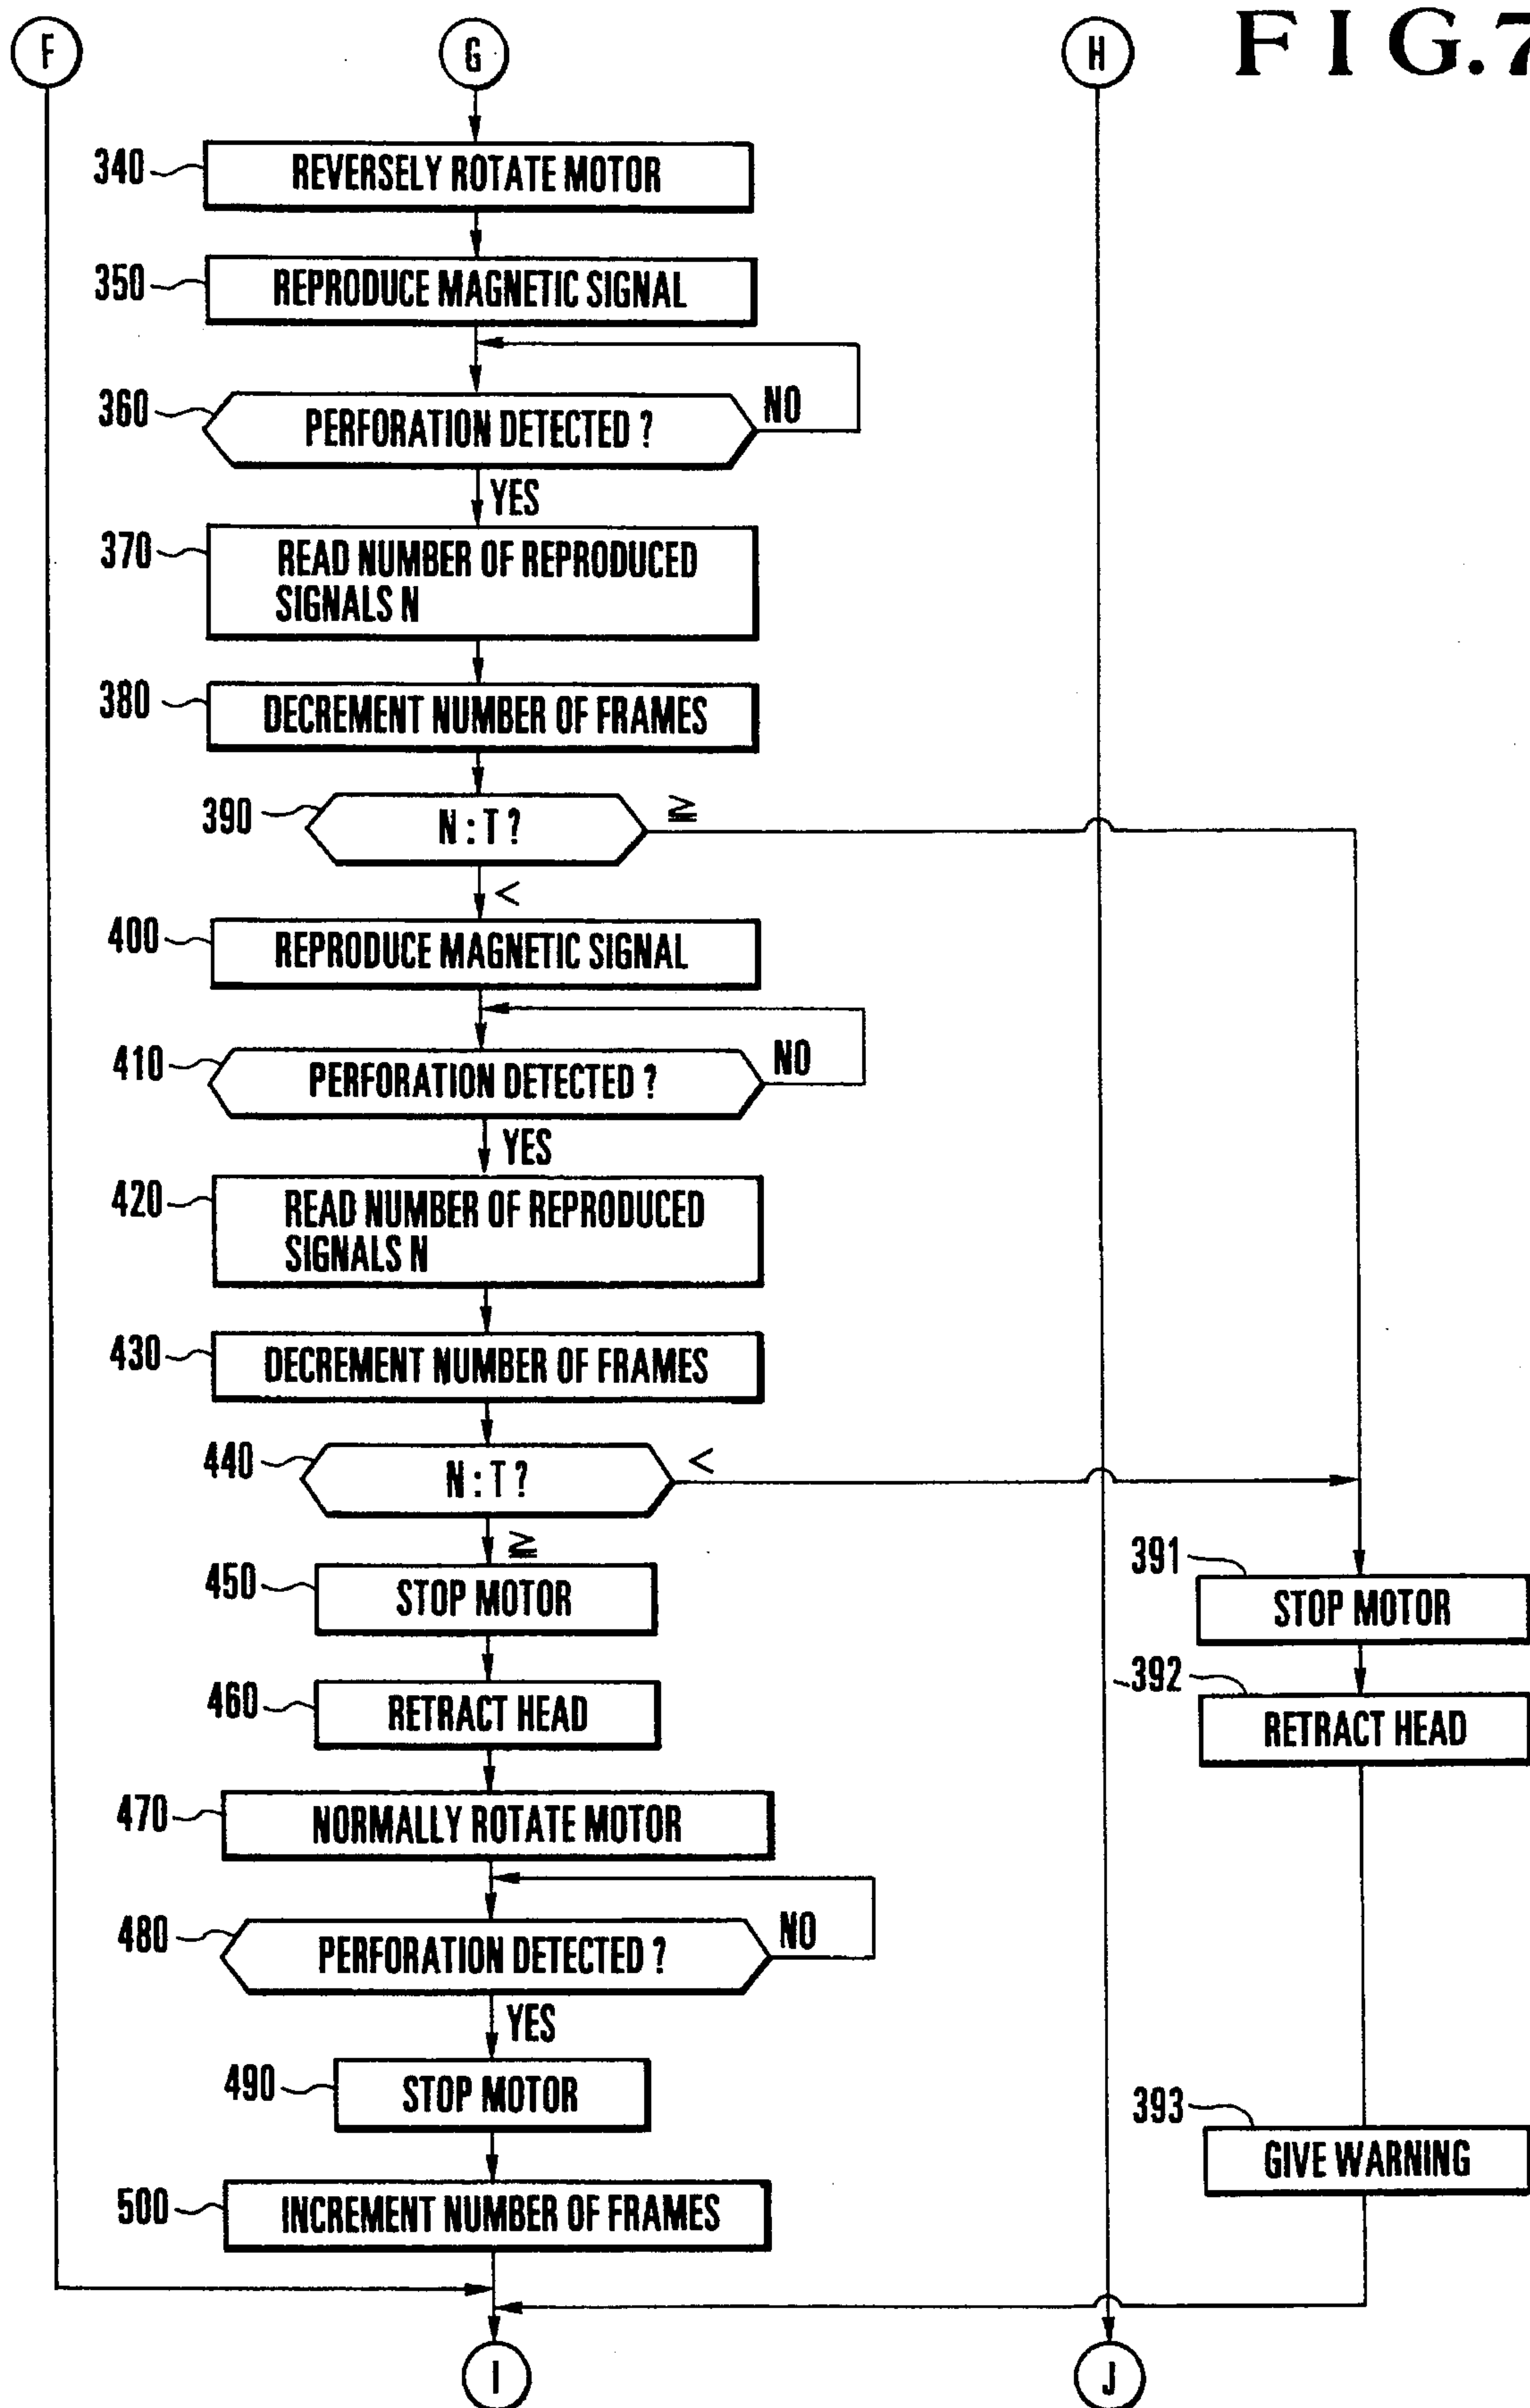 F
G
H
FIG.7
340
REVERSELY ROTATE MOTOR
350
REPRODUCE MAGNETIC SIGNAL
360
PERFORATION DETECTED ?
NO
YES
370
READ NUMBER OF REPRODUCED
SIGNALS N
380
DECREMENT NUMBER OF FRAMES
390
N : T ?
≧
<
400
REPRODUCE MAGNETIC SIGNAL
410
PERFORATION DETECTED ?
NO
YES
420
READ NUMBER OF REPRODUCED
SIGNALS N
430
DECREMENT NUMBER OF FRAMES
440
N : T ?
<
≧
450
STOP MOTOR
391
STOP MOTOR
460
RETRACT HEAD
392
RETRACT HEAD
470
NORMALLY ROTATE MOTOR
480
PERFORATION DETECTED ?
NO
YES
490
STOP MOTOR
393
GIVE WARNING
500
INCREMENT NUMBER OF FRAMES
I
J